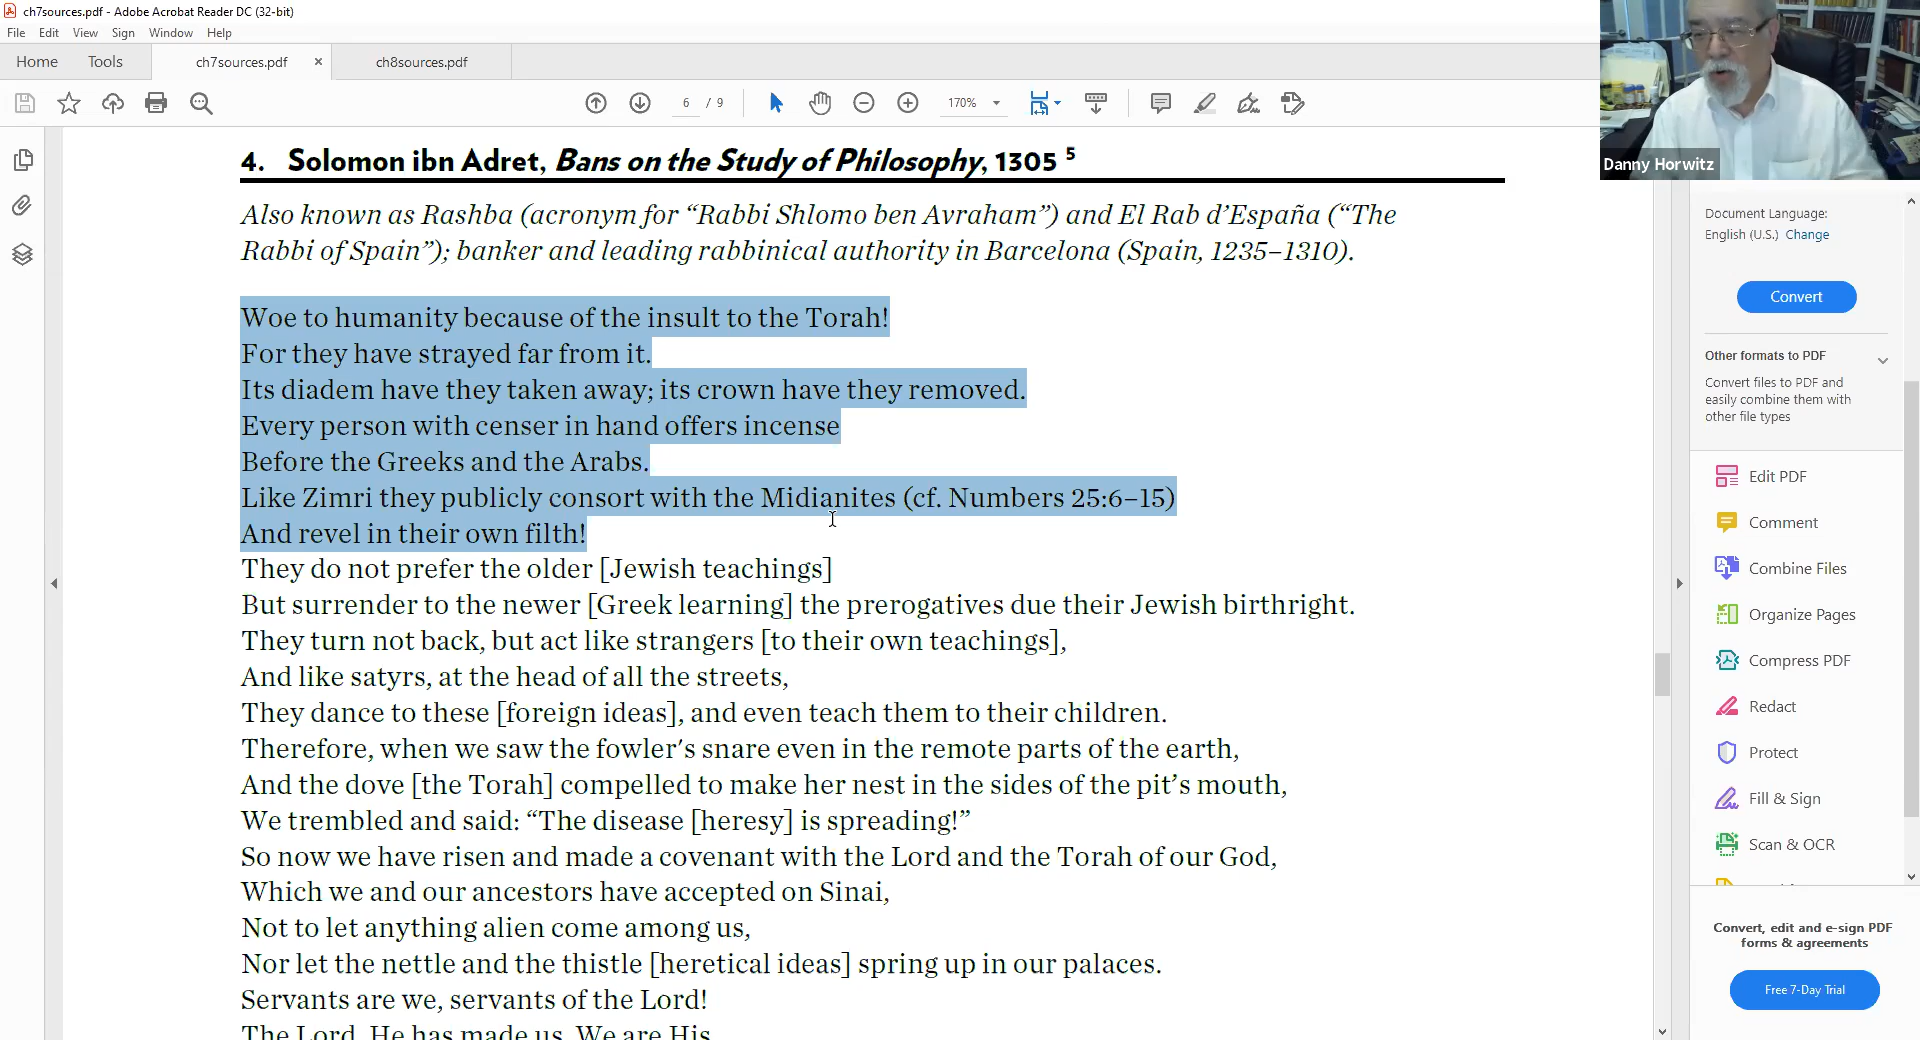 ch7sources.pdf - Adobe Acrobat Reader DC (32-bit)
File Edit View Sign Window Help
Home Tools ch7sources.pdf × ch8sources.pdf
6 / 9 170%
Danny Horwitz
4. Solomon ibn Adret, Bans on the Study of Philosophy, 1305 5
Also known as Rashba (acronym for “Rabbi Shlomo ben Avraham”) and El Rab d’España (“The
Rabbi of Spain”); banker and leading rabbinical authority in Barcelona (Spain, 1235–1310).
Woe to humanity because of the insult to the Torah!
For they have strayed far from it.
Its diadem have they taken away; its crown have they removed.
Every person with censer in hand offers incense
Before the Greeks and the Arabs.
Like Zimri they publicly consort with the Midianites (cf. Numbers 25:6–15)
And revel in their own filth!
They do not prefer the older [Jewish teachings]
But surrender to the newer [Greek learning] the prerogatives due their Jewish birthright.
They turn not back, but act like strangers [to their own teachings],
And like satyrs, at the head of all the streets,
They dance to these [foreign ideas], and even teach them to their children.
Therefore, when we saw the fowler's snare even in the remote parts of the earth,
And the dove [the Torah] compelled to make her nest in the sides of the pit’s mouth,
We trembled and said: “The disease [heresy] is spreading!”
So now we have risen and made a covenant with the Lord and the Torah of our God,
Which we and our ancestors have accepted on Sinai,
Not to let anything alien come among us,
Nor let the nettle and the thistle [heretical ideas] spring up in our palaces.
Servants are we, servants of the Lord!
The Lord, He has made us. We are His
Document Language:
English (U.S.) Change
Convert
Other formats to PDF
Convert files to PDF and
easily combine them with
other file types
Edit PDF
Comment
Combine Files
Organize Pages
Compress PDF
Redact
Protect
Fill & Sign
Scan & OCR
Convert, edit and e-sign PDF
forms & agreements
Free 7-Day Trial